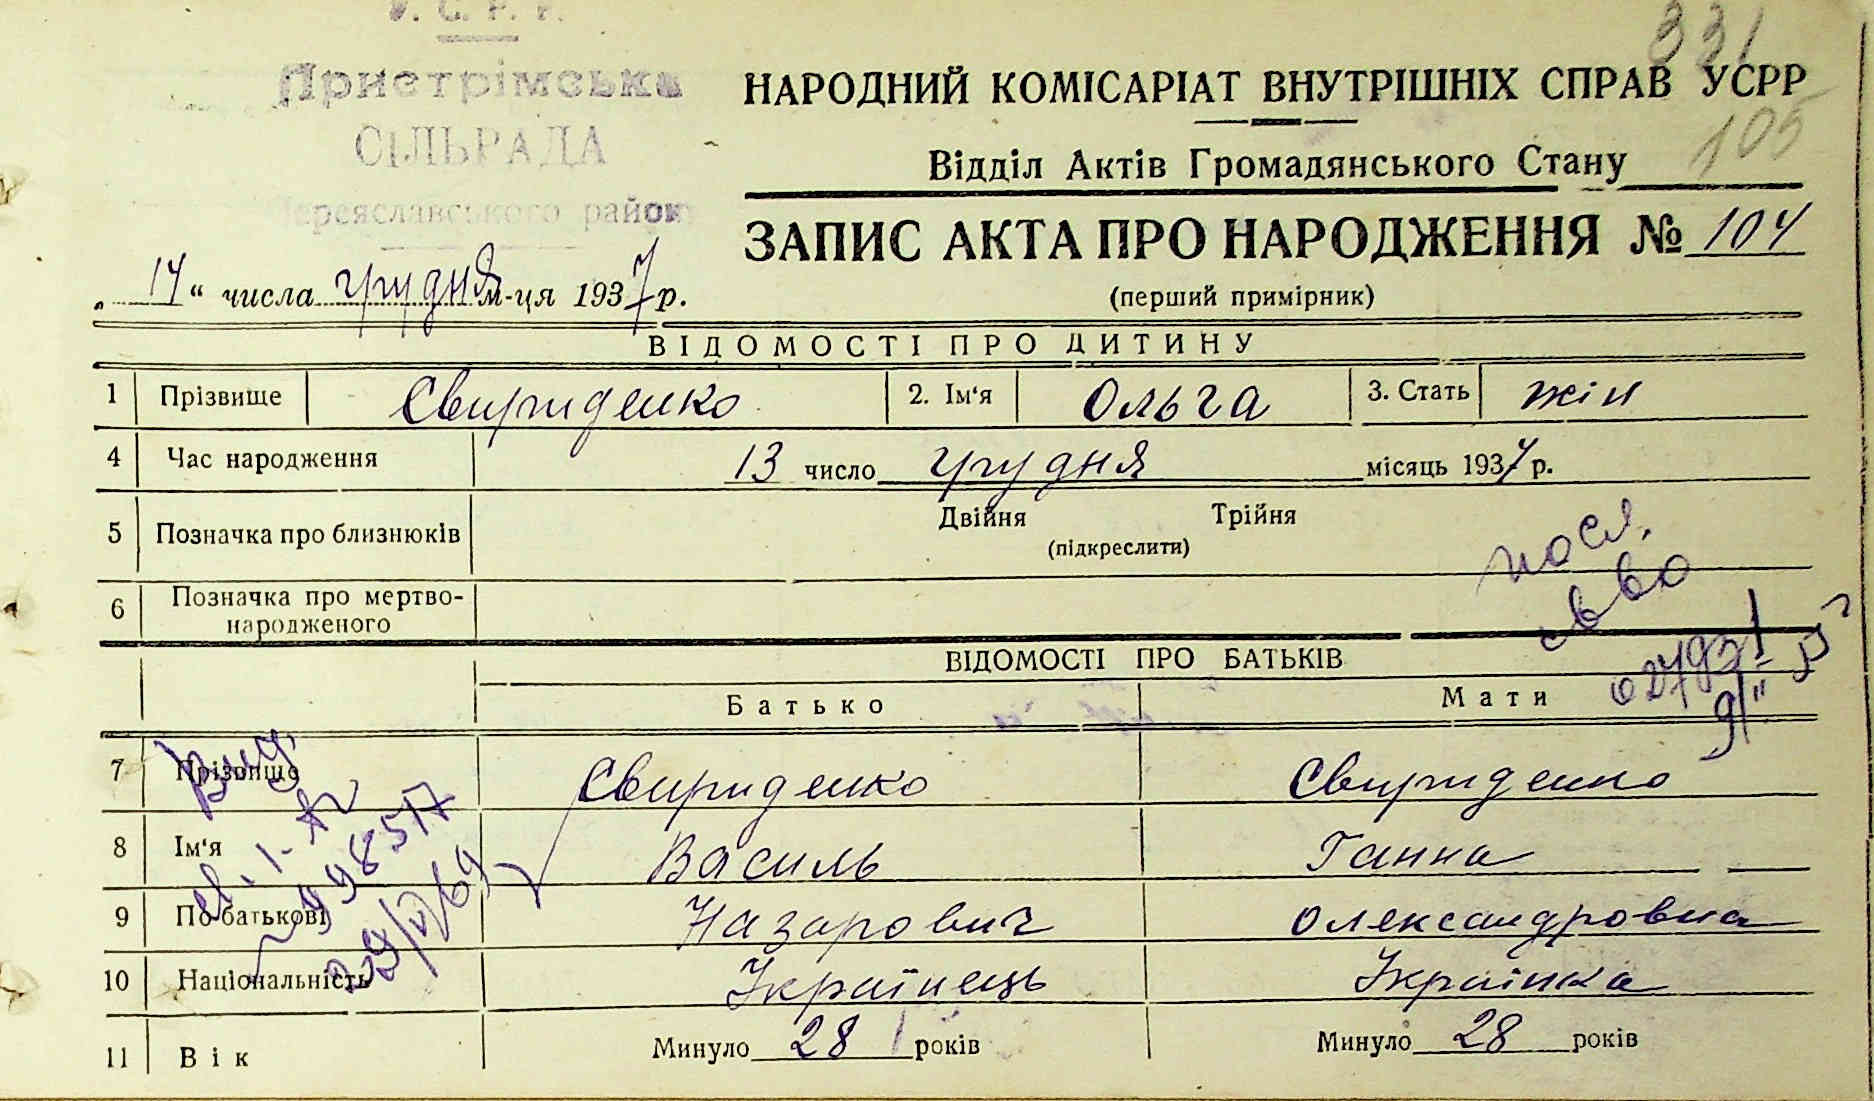 У. С. Р. Р.
Пристрімська
СІЛЬРАДА
Переяславського району
331
НАРОДНИЙ КОМІСАРІАТ ВНУТРІШНІХ СПРАВ УСРР
105
Відділ Актів Громадянського Стану
ЗАПИС АКТА ПРО НАРОДЖЕННЯ № 104
„14“ числа грудня м-ця 1937 р.
(перший примірник)
ВІДОМОСТІ ПРО ДИТИНУ
1 Прізвище Свириденко 2. Ім‘я Ольга 3. Стать жін
4 Час народження 13 число грудня місяць 1937 р.
5 Позначка про близнюків Двійня Трійня
(підкреслити)
посл.
6 Позначка про мертво-
народженого
ВІДОМОСТІ ПРО БАТЬКІВ
Батько Мати
7 Прізвище Свириденко Свириденко
8 Ім‘я Василь Ганна
9 По батькові Назарович Олександровна
10 Національність Українець Українка
11 Вік Минуло 28 років Минуло 28 років